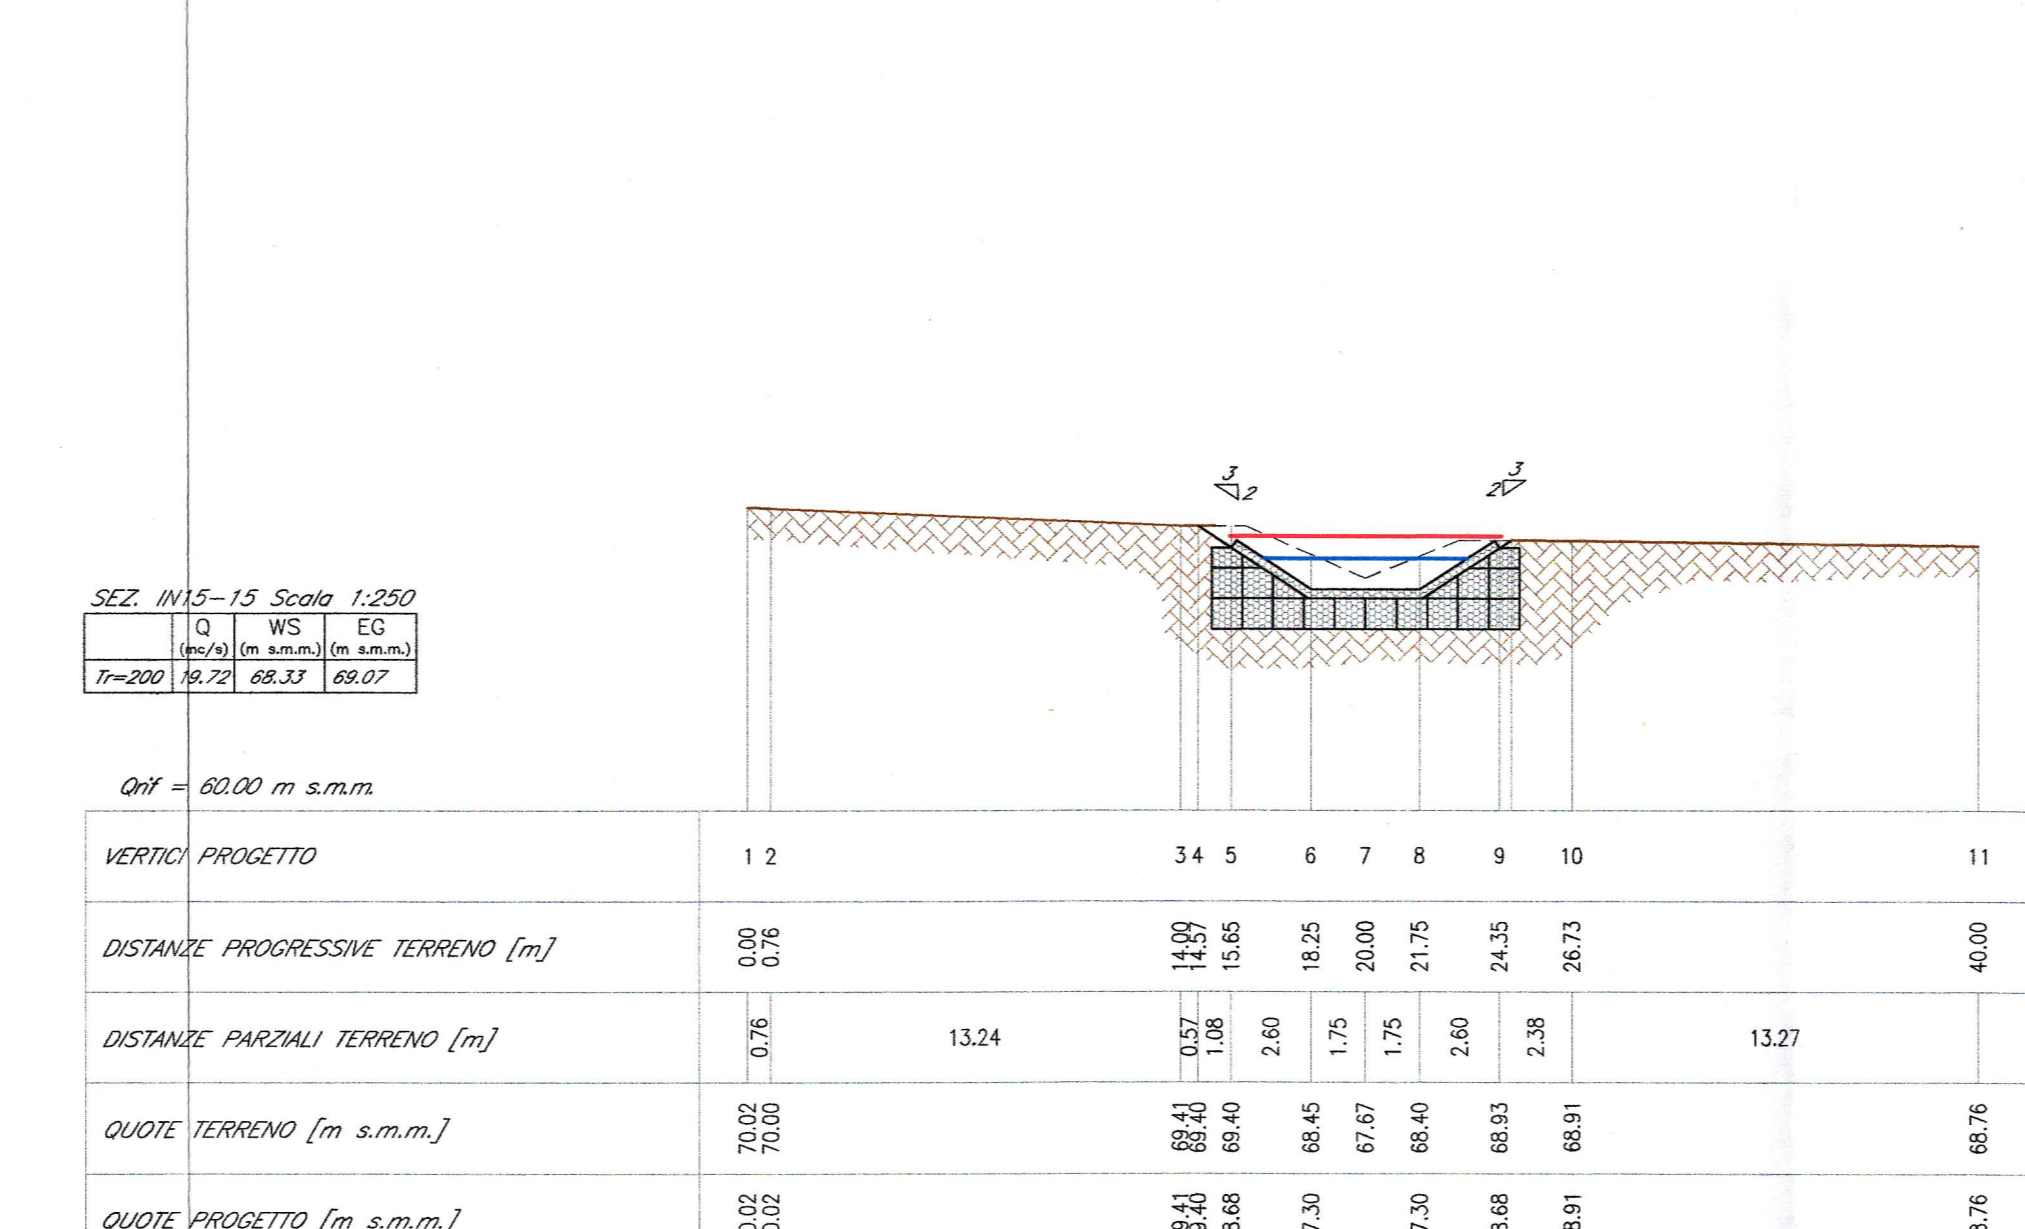 3
2
3
2
SEZ. IN15-15 Scala 1:250
Q WS EG
(mc/s) (m s.m.m.) (m s.m.m.)
Tr=200 19.72 68.33 69.07
Qrif = 60.00 m s.m.m.
VERTICI PROGETTO 1 2 3 4 5 6 7 8 9 10 11
DISTANZE PROGRESSIVE TERRENO [m] 0.00 0.76 14.00 14.57 15.65 18.25 20.00 21.75 24.35 26.73 40.00
DISTANZE PARZIALI TERRENO [m] 0.76 13.24 0.57 1.08 2.60 1.75 1.75 2.60 2.38 13.27
QUOTE TERRENO [m s.m.m.] 70.02 70.00 69.41 69.40 69.40 68.45 67.67 68.40 68.93 68.91 68.76
QUOTE PROGETTO [m s.m.m.]